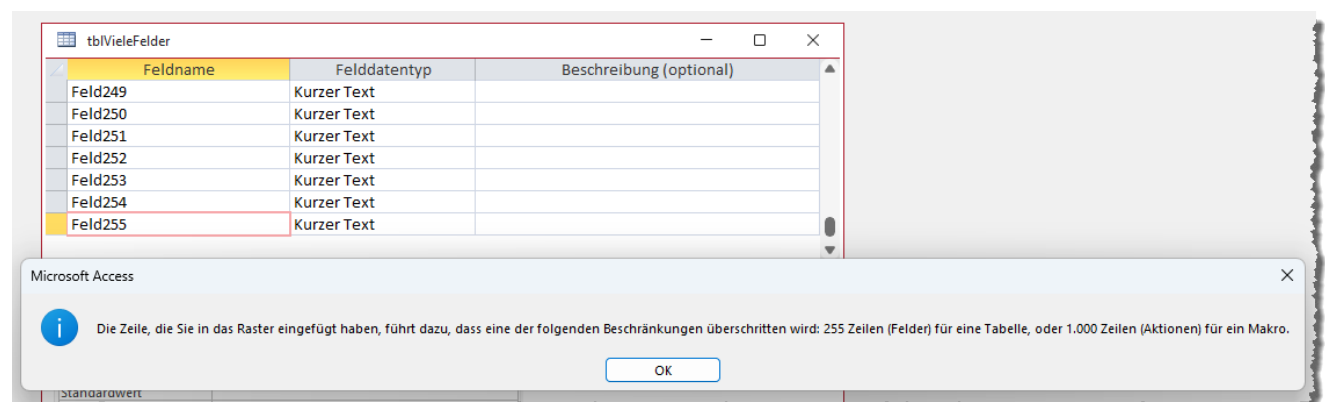 tblVieleFelder
Feldname Felddatentyp Beschreibung (optional)
Feld249 Kurzer Text
Feld250 Kurzer Text
Feld251 Kurzer Text
Feld252 Kurzer Text
Feld253 Kurzer Text
Feld254 Kurzer Text
Feld255 Kurzer Text
Microsoft Access
Die Zeile, die Sie in das Raster eingefügt haben, führt dazu, dass eine der folgenden Beschränkungen überschritten wird: 255 Zeilen (Felder) für eine Tabelle, oder 1.000 Zeilen (Aktionen) für ein Makro.
OK
Standardwert